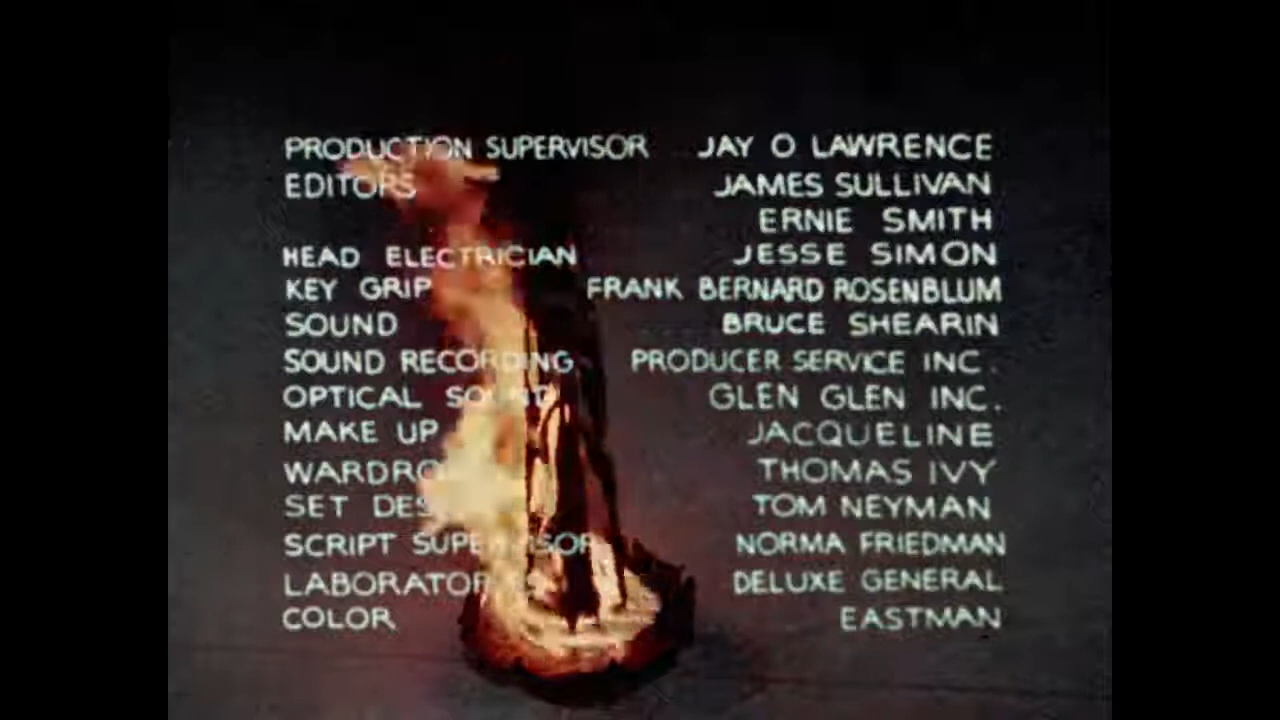 PRODUCTION SUPERVISOR JAY O LAWRENCE
EDITORS JAMES SULLIVAN
ERNIE SMITH
HEAD ELECTRICIAN JESSE SIMON
KEY GRIP FRANK BERNARD ROSENBLUM
SOUND BRUCE SHEARIN
SOUND RECORDING PRODUCER SERVICE INC.
OPTICAL SOUND GLEN GLEN INC.
MAKE UP JACQUELINE
THOMAS IVY
SET TOM NEYMAN
SCRIPT SUPERVISOR NORMA FRIEDMAN
DELUXE GENERAL
COLOR EASTMAN